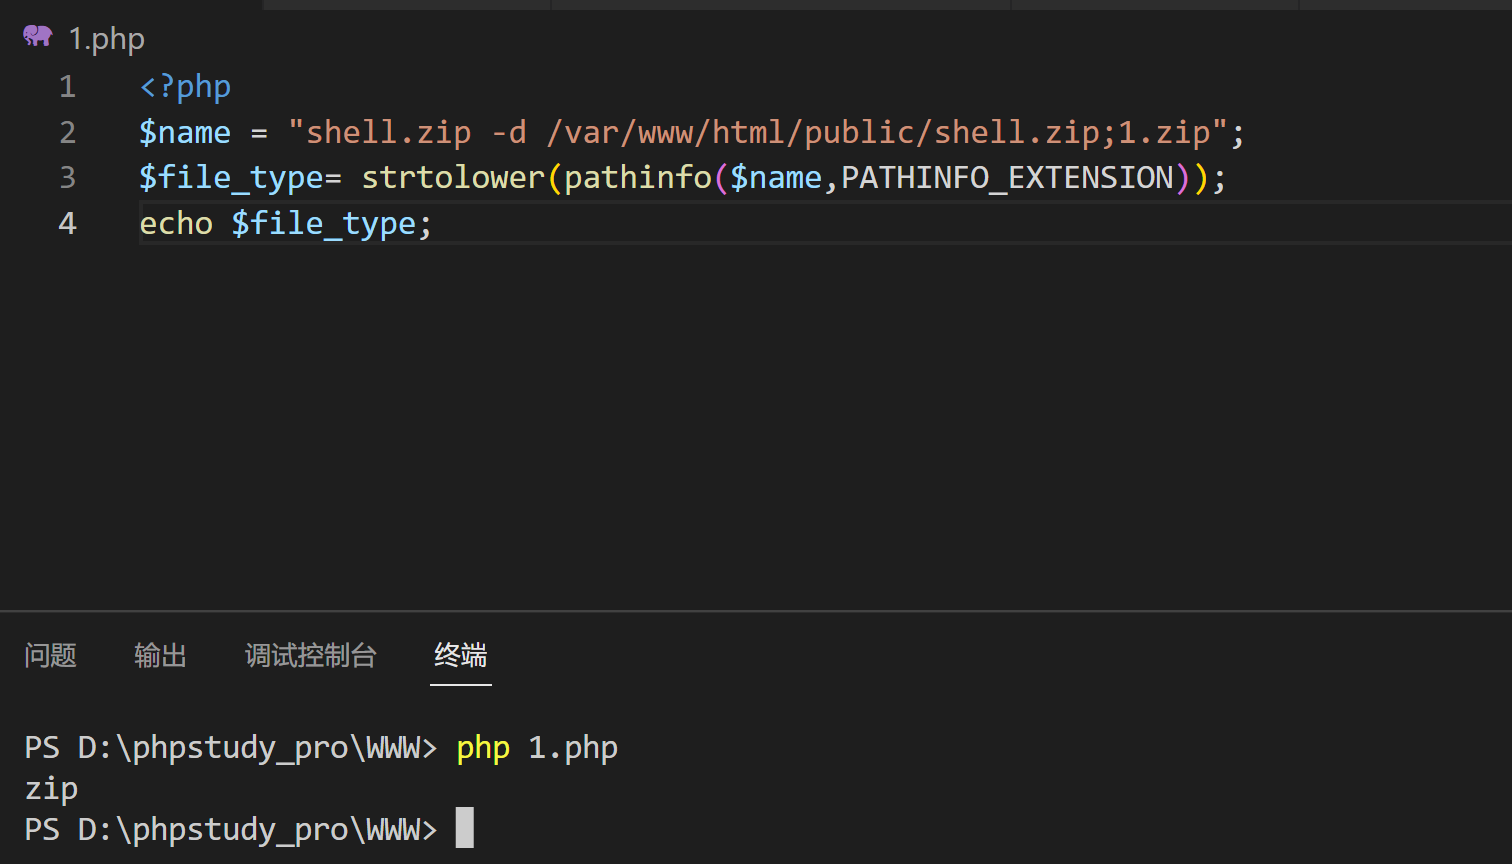 1.php
1 <?php
2 $name = "shell.zip -d /var/www/html/public/shell.zip;1.zip";
3 $file_type= strtolower(pathinfo($name,PATHINFO_EXTENSION));
4 echo $file_type;
问题 输出 调试控制台 终端
PS D:\phpstudy_pro\WWW> php 1.php
zip
PS D:\phpstudy_pro\WWW>